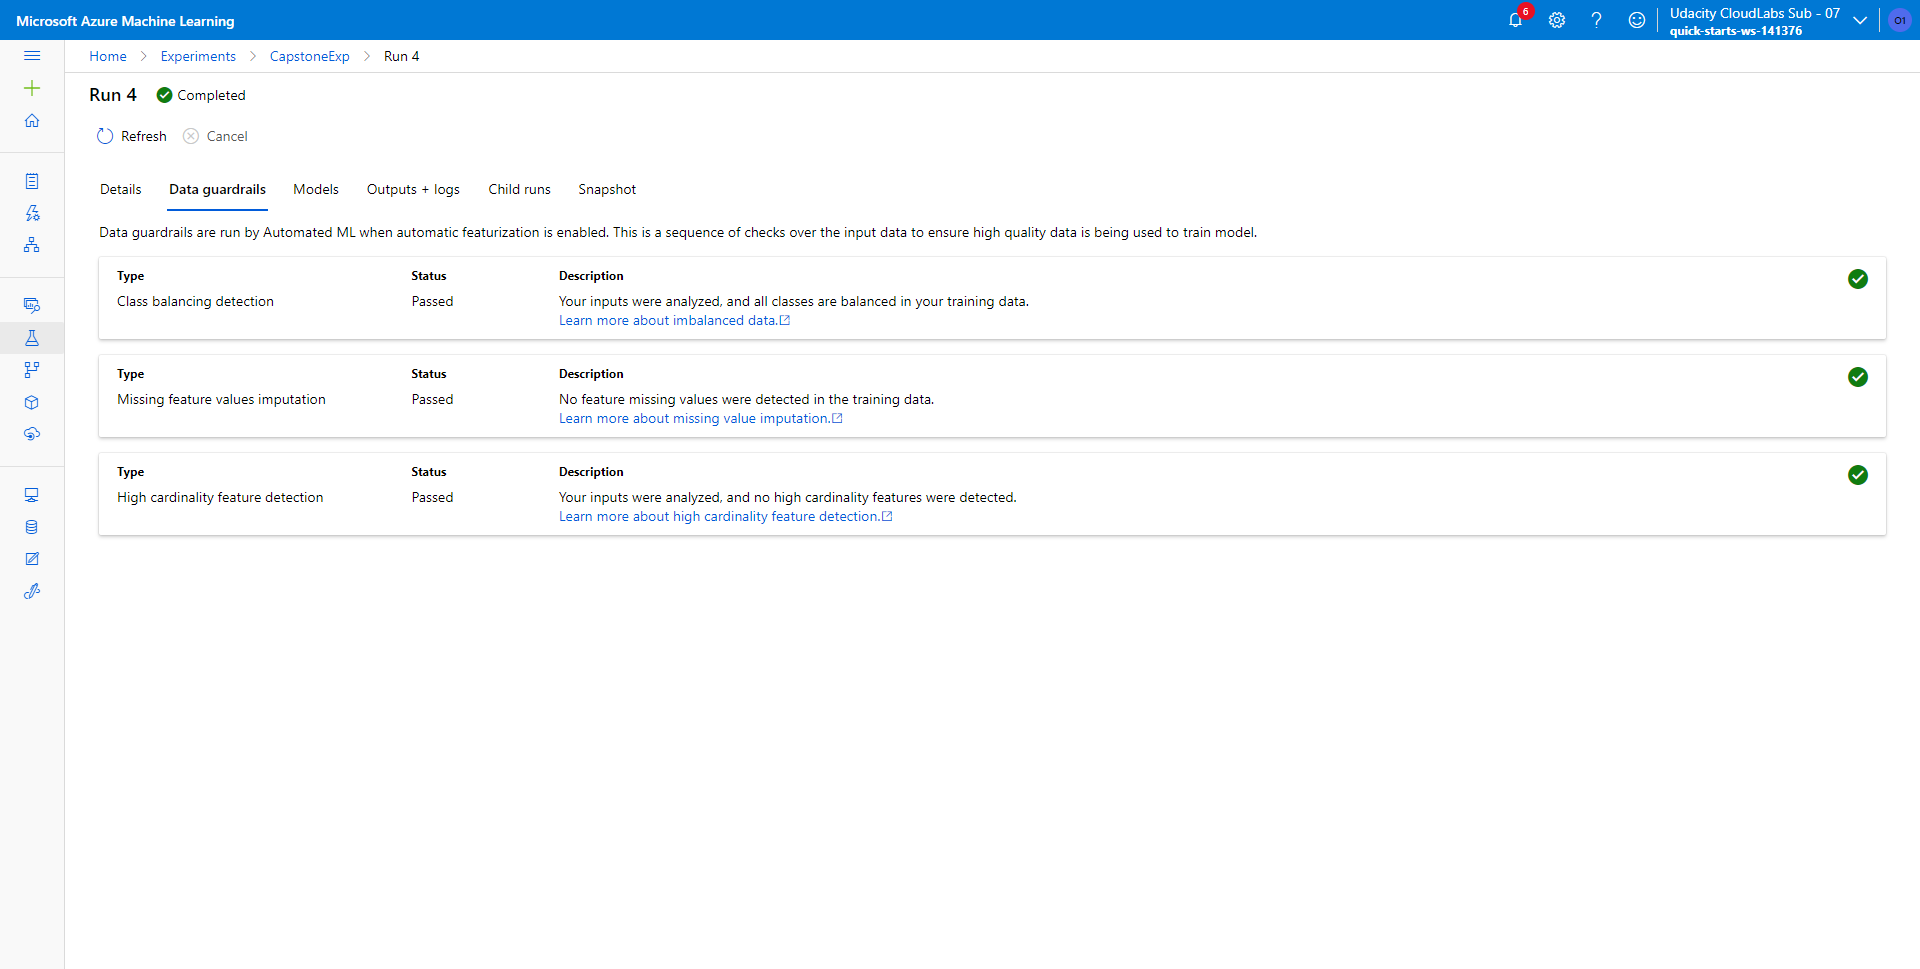 Microsoft Azure Machine Learning
6
Udacity CloudLabs Sub - 07
quick-starts-ws-141376
O1
Home > Experiments > CapstoneExp > Run 4
Run 4 Completed
Refresh Cancel
Details Data guardrails Models Outputs + logs Child runs Snapshot
Data guardrails are run by Automated ML when automatic featurization is enabled. This is a sequence of checks over the input data to ensure high quality data is being used to train model.
Type Status Description
Class balancing detection Passed Your inputs were analyzed, and all classes are balanced in your training data.
Learn more about imbalanced data.
Type Status Description
Missing feature values imputation Passed No feature missing values were detected in the training data.
Learn more about missing value imputation.
Type Status Description
High cardinality feature detection Passed Your inputs were analyzed, and no high cardinality features were detected.
Learn more about high cardinality feature detection.